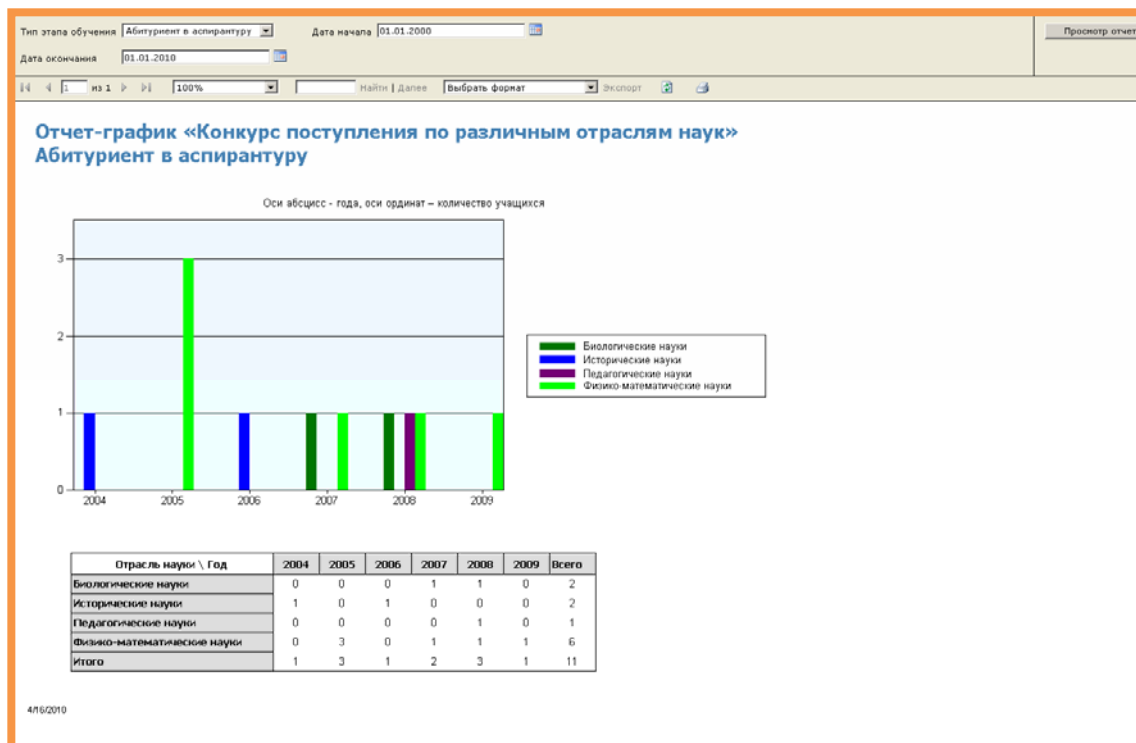 Тип этапа обучения Абитуриент в аспирантуру Дата начала 01.01.2000 Просмотр отчет
Дата окончания 01.01.2010
1 из 1 100% Найти | Далее Выбрать формат Экспорт
Отчет-график «Конкурс поступления по различным отраслям наук»
Абитуриент в аспирантуру
Оси абсцисс - года, оси ординат – количество учащихся
3
2
1
0
2004 2005 2006 2007 2008 2009
Биологические науки
Исторические науки
Педагогические науки
Физико-математические науки
Отрасль науки \ Год 2004 2005 2006 2007 2008 2009 Всего
Биологические науки 0 0 0 1 1 0 2
Исторические науки 1 0 1 0 0 0 2
Педагогические науки 0 0 0 0 1 0 1
Физико-математические науки 0 3 0 1 1 1 6
Итого 1 3 1 2 3 1 11
4/16/2010